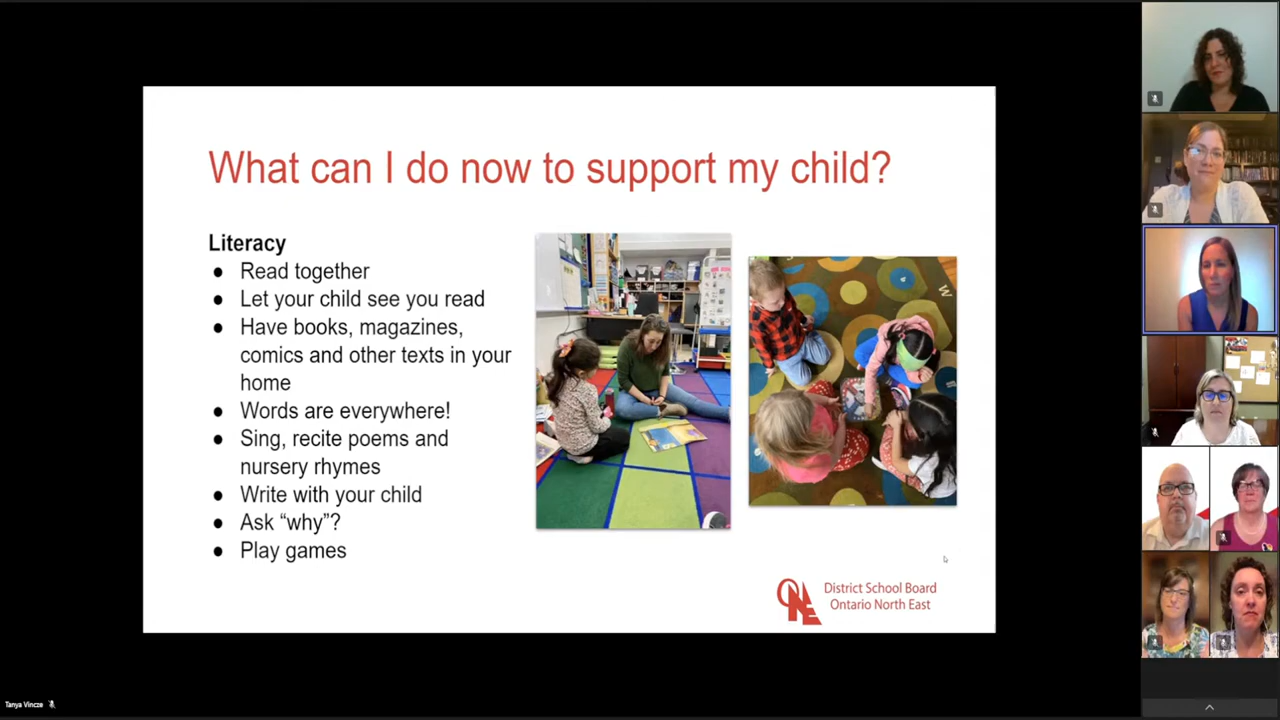 What can I do now to support my child?
Literacy
● Read together
● Let your child see you read
● Have books, magazines,
comics and other texts in your
home
● Words are everywhere!
● Sing, recite poems and
nursery rhymes
● Write with your child
● Ask “why”?
● Play games
ONE
District School Board
Ontario North East
Tanya Vincze